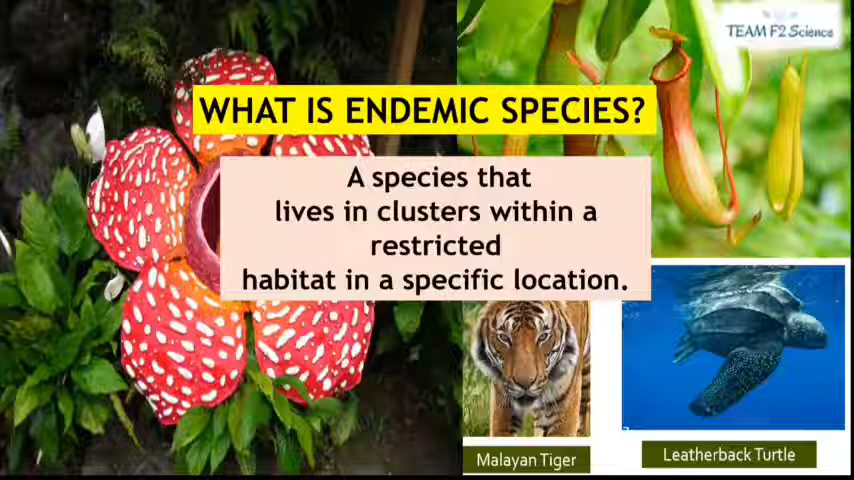 TEAM F2 Science
WHAT IS ENDEMIC SPECIES?
A species that
lives in clusters within a
restricted
habitat in a specific location.
Malayan Tiger
Leatherback Turtle